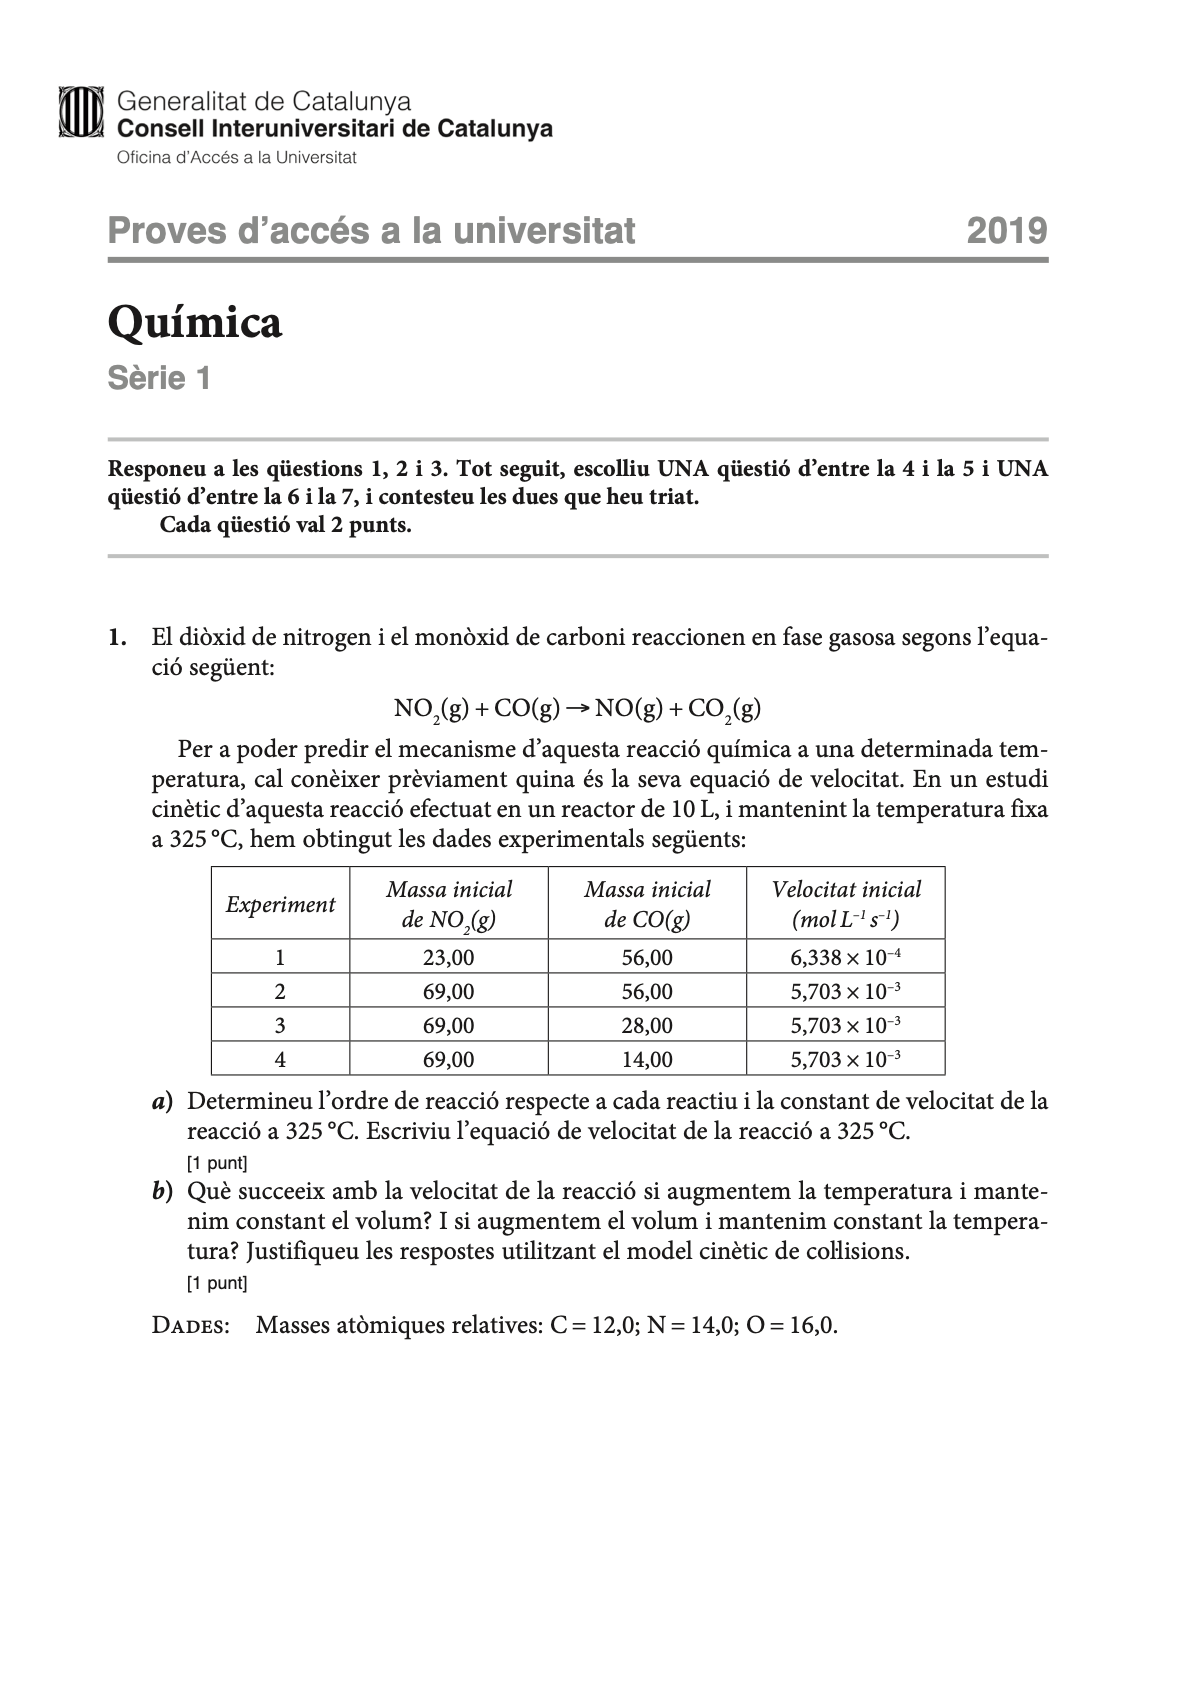 Generalitat de Catalunya
Consell Interuniversitari de Catalunya
Oficina d’Accés a la Universitat
Proves d’accés a la universitat 2019
Química
Sèrie 1
Responeu a les qüestions 1, 2 i 3. Tot seguit, escolliu UNA qüestió d’entre la 4 i la 5 i UNA
qüestió d’entre la 6 i la 7, i contesteu les dues que heu triat.
Cada qüestió val 2 punts.
1. El diòxid de nitrogen i el monòxid de carboni reaccionen en fase gasosa segons l’equa-
ció següent:
NO₂(g) + CO(g) → NO(g) + CO₂(g)
Per a poder predir el mecanisme d’aquesta reacció química a una determinada tem-
peratura, cal conèixer prèviament quina és la seva equació de velocitat. En un estudi
cinètic d’aquesta reacció efectuat en un reactor de 10 L, i mantenint la temperatura fixa
a 325 °C, hem obtingut les dades experimentals següents:
Experiment Massa inicial Massa inicial Velocitat inicial
de NO₂(g) de CO(g) (mol L⁻¹ s⁻¹)
1 23,00 56,00 6,338 × 10⁻⁴
2 69,00 56,00 5,703 × 10⁻³
3 69,00 28,00 5,703 × 10⁻³
4 69,00 14,00 5,703 × 10⁻³
a) Determineu l’ordre de reacció respecte a cada reactiu i la constant de velocitat de la
reacció a 325 °C. Escriviu l’equació de velocitat de la reacció a 325 °C.
[1 punt]
b) Què succeeix amb la velocitat de la reacció si augmentem la temperatura i mante-
nim constant el volum? I si augmentem el volum i mantenim constant la tempera-
tura? Justifiqueu les respostes utilitzant el model cinètic de col·lisions.
[1 punt]
DADES: Masses atòmiques relatives: C = 12,0; N = 14,0; O = 16,0.